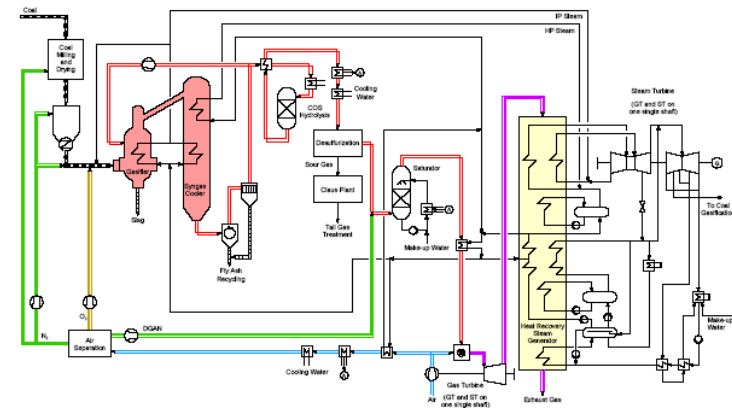 Coal
IP Steam
HP Steam
Coal
Milling
and
Drying
Cooling
Water
COS
Hydrolysis
Steam Turbine
(GT and ST on
one single shaft)
Desulfurization
Saturator
Gasifier
Sour Gas
Syngas
Cooler
Claus Plant
To Coal
Gasification
Slag
Tail Gas
Treatment
Make-up Water
Fly Ash
Recycling
O₂
N₂
DGAN
Heat Recovery
Steam
Generator
Make-up
Water
Air
Separation
Cooling Water
Gas Turbine
Air
(GT and ST on
one single shaft)
Exhaust Gas